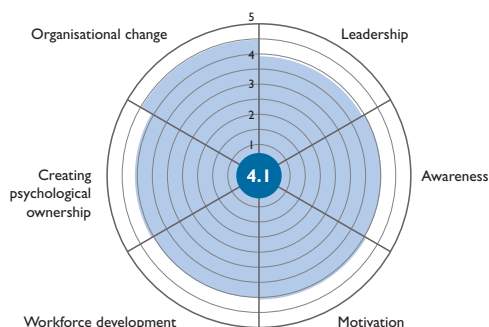 5
Organisational change
Leadership
4
3
2
1
Creating
psychological
ownership
4.1
Awareness
Workforce development
Motivation